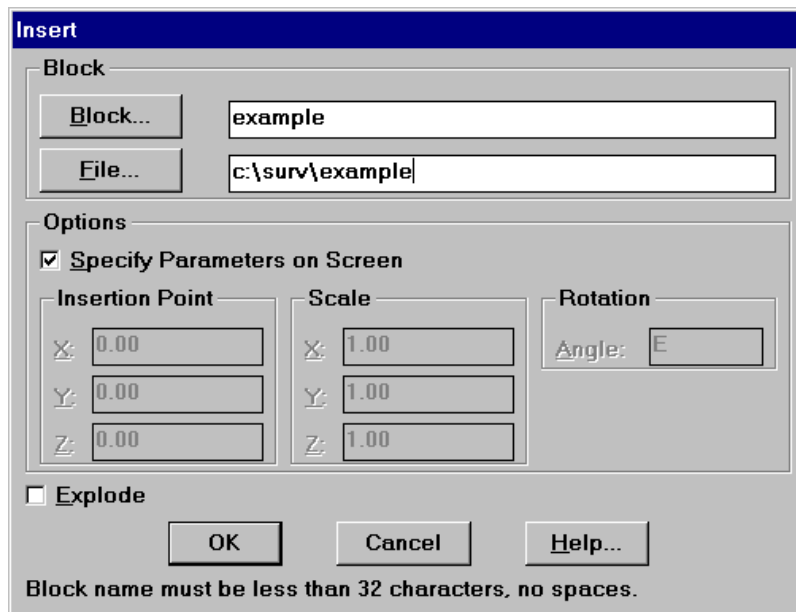 Insert
Block
Block... example
File... c:\surv\example
Options
Specify Parameters on Screen
Insertion Point Scale Rotation
X: 0.00 X: 1.00 Angle: E
Y: 0.00 Y: 1.00
Z: 0.00 Z: 1.00
Explode
OK Cancel Help...
Block name must be less than 32 characters, no spaces.